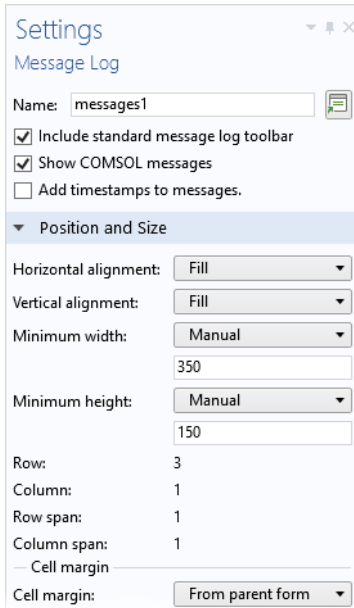 Settings
Message Log
Name: messages1
Include standard message log toolbar
Show COMSOL messages
Add timestamps to messages.
Position and Size
Horizontal alignment: Fill
Vertical alignment: Fill
Minimum width: Manual
350
Minimum height: Manual
150
Row: 3
Column: 1
Row span: 1
Column span: 1
Cell margin
Cell margin: From parent form